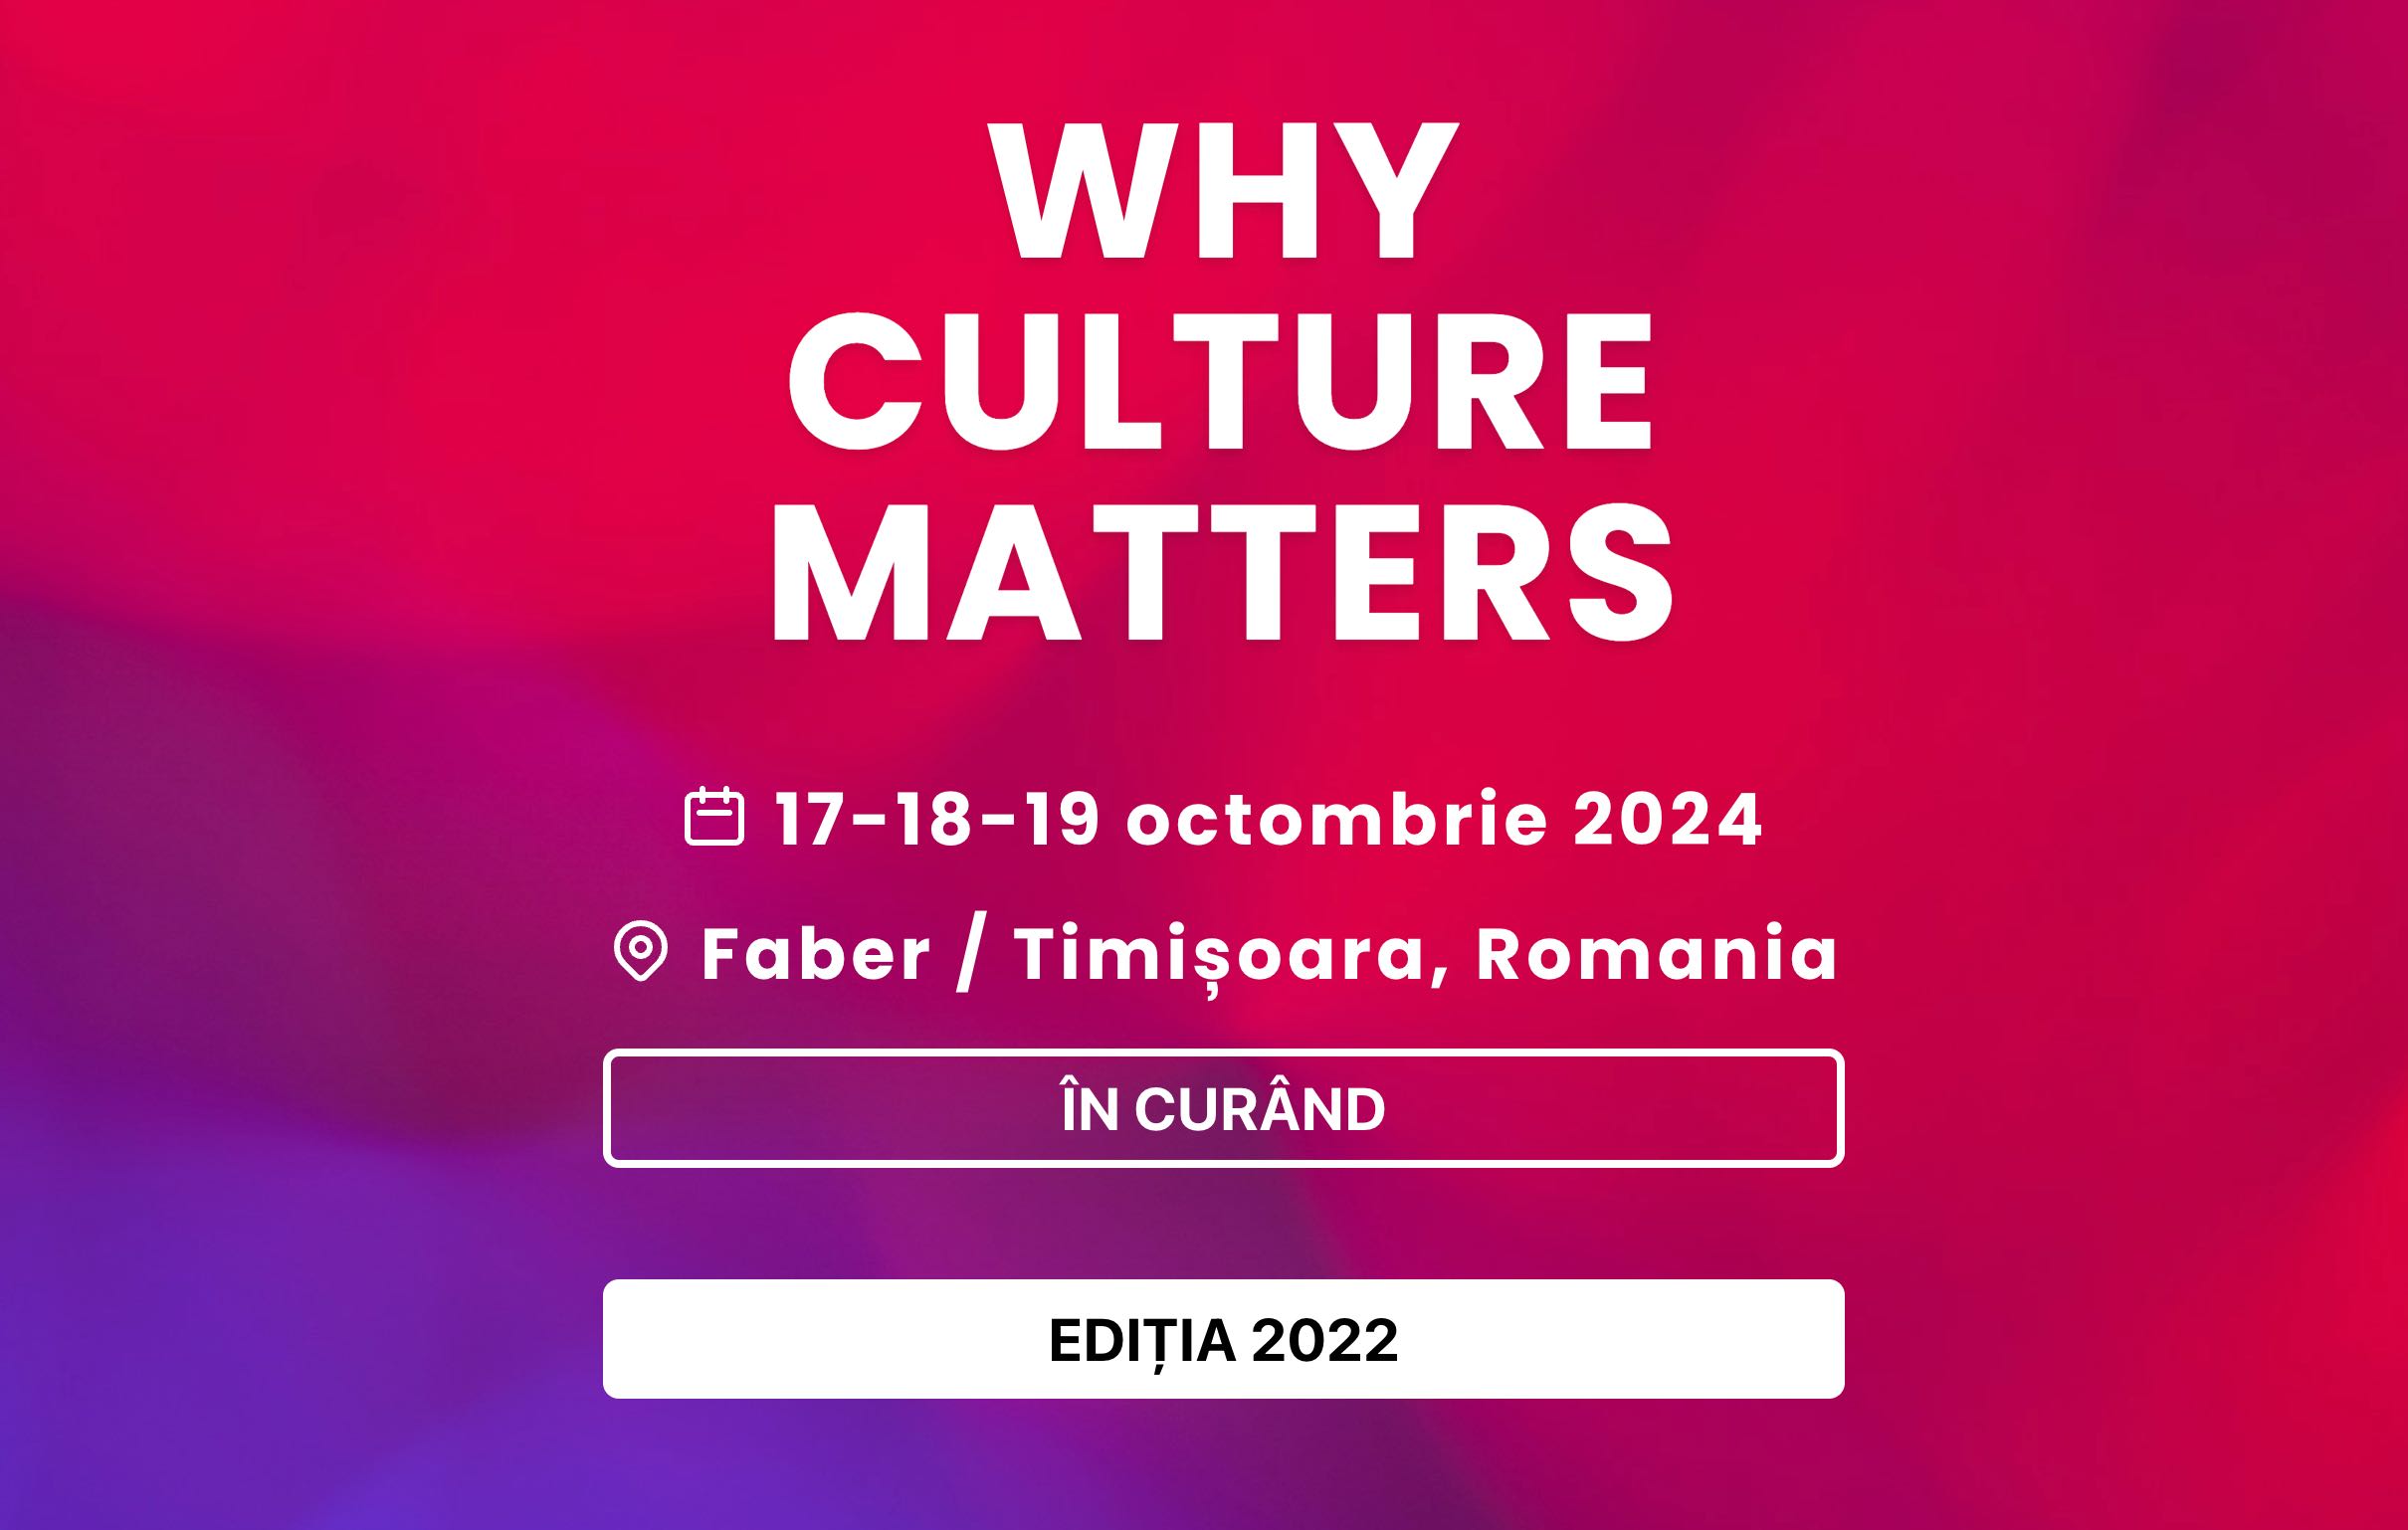 WHY
CULTURE
MATTERS
17-18-19 octombrie 2024
Faber / Timișoara, Romania
ÎN CURÂND
EDIȚIA 2022